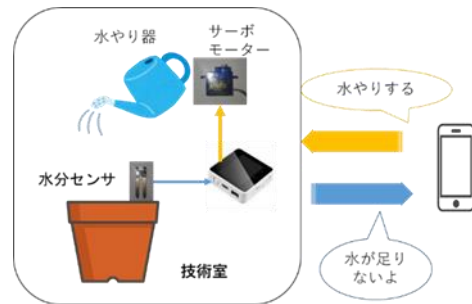 水やり器
サーボ
モーター
水やりする
水分センサ
技術室
水が足り
ないよ